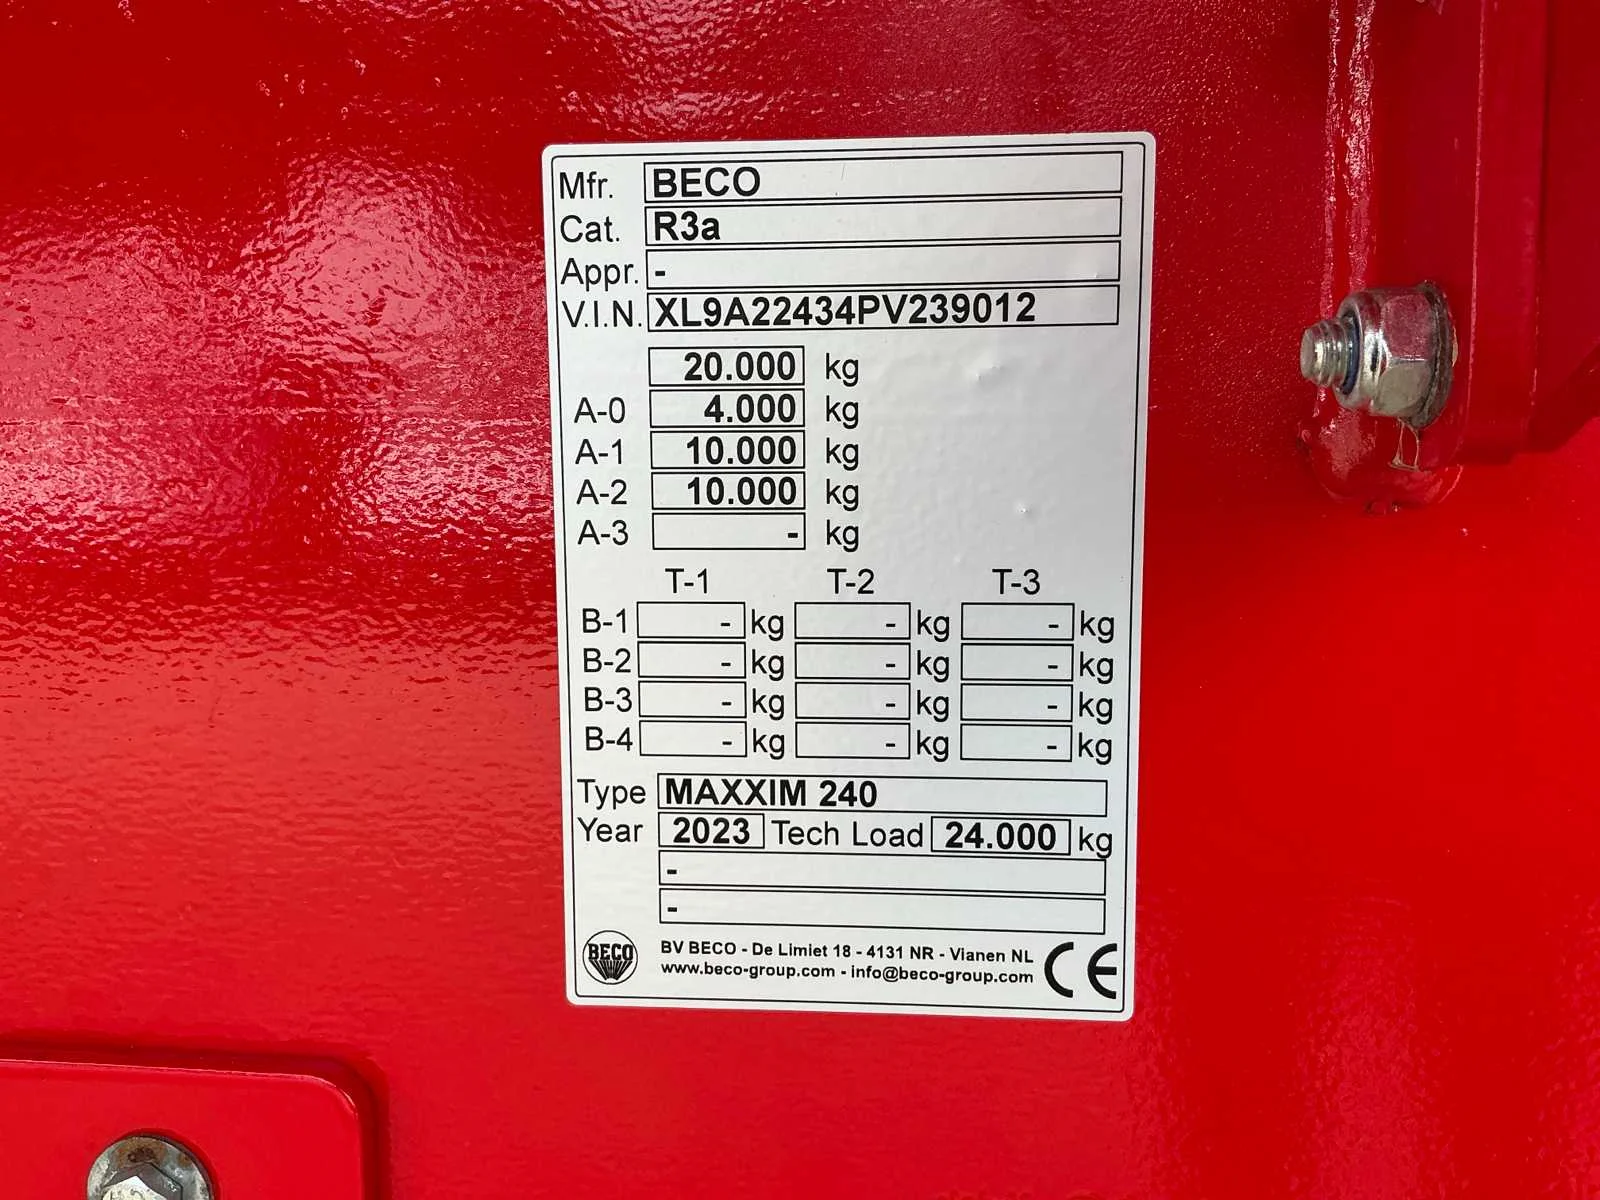 Mfr. BECO
Cat. R3a
Appr. -
V.I.N. XL9A22434PV239012
20.000 kg
A-0 4.000 kg
A-1 10.000 kg
A-2 10.000 kg
A-3 - kg
T-1 T-2 T-3
B-1 - kg - kg - kg
B-2 - kg - kg - kg
B-3 - kg - kg - kg
B-4 - kg - kg - kg
Type MAXXIM 240
Year 2023 Tech Load 24.000 kg
-
-
BECO
BV BECO - De Limiet 18 - 4131 NR - Vianen NL
www.beco-group.com - info@beco-group.com
CE